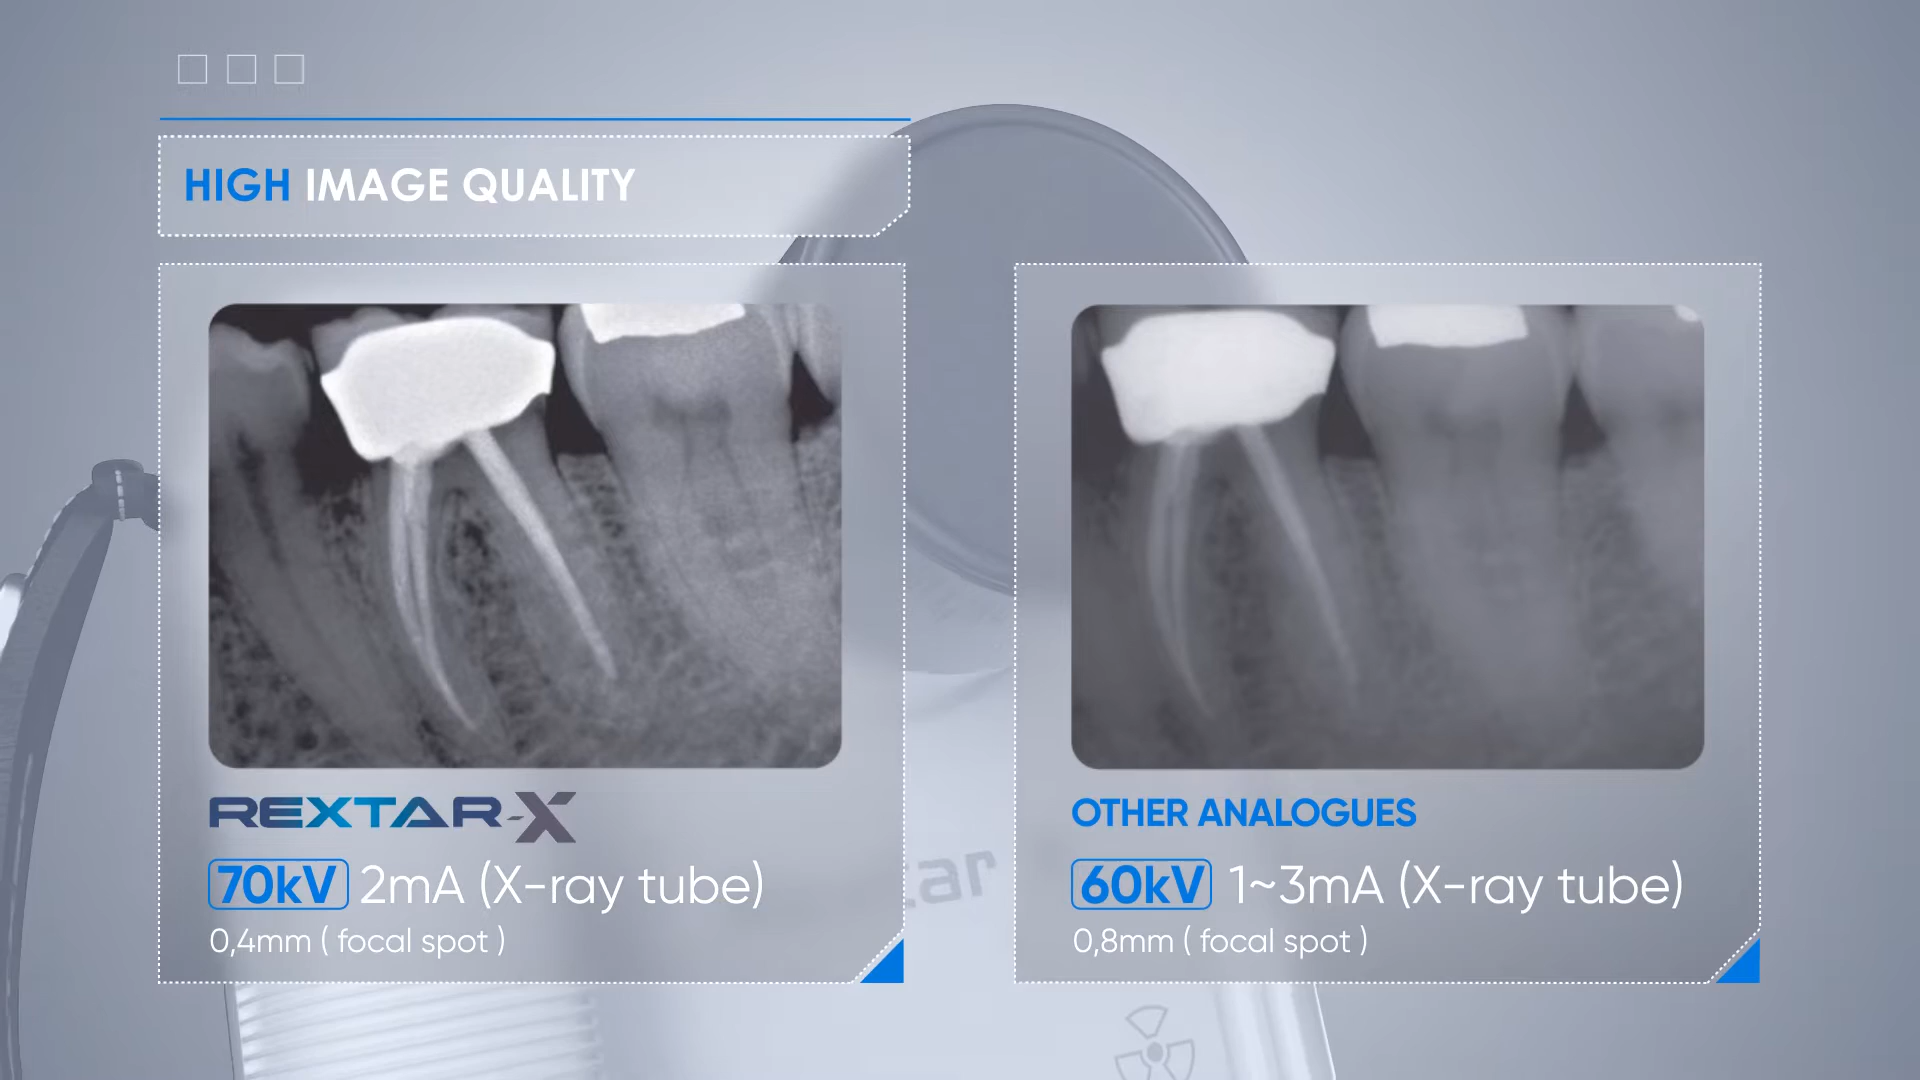 HIGH IMAGE QUALITY
REXTAR-X
70kV 2mA (X-ray tube)
0,4mm ( focal spot )
OTHER ANALOGUES
60kV 1~3mA (X-ray tube)
0,8mm ( focal spot )
ar